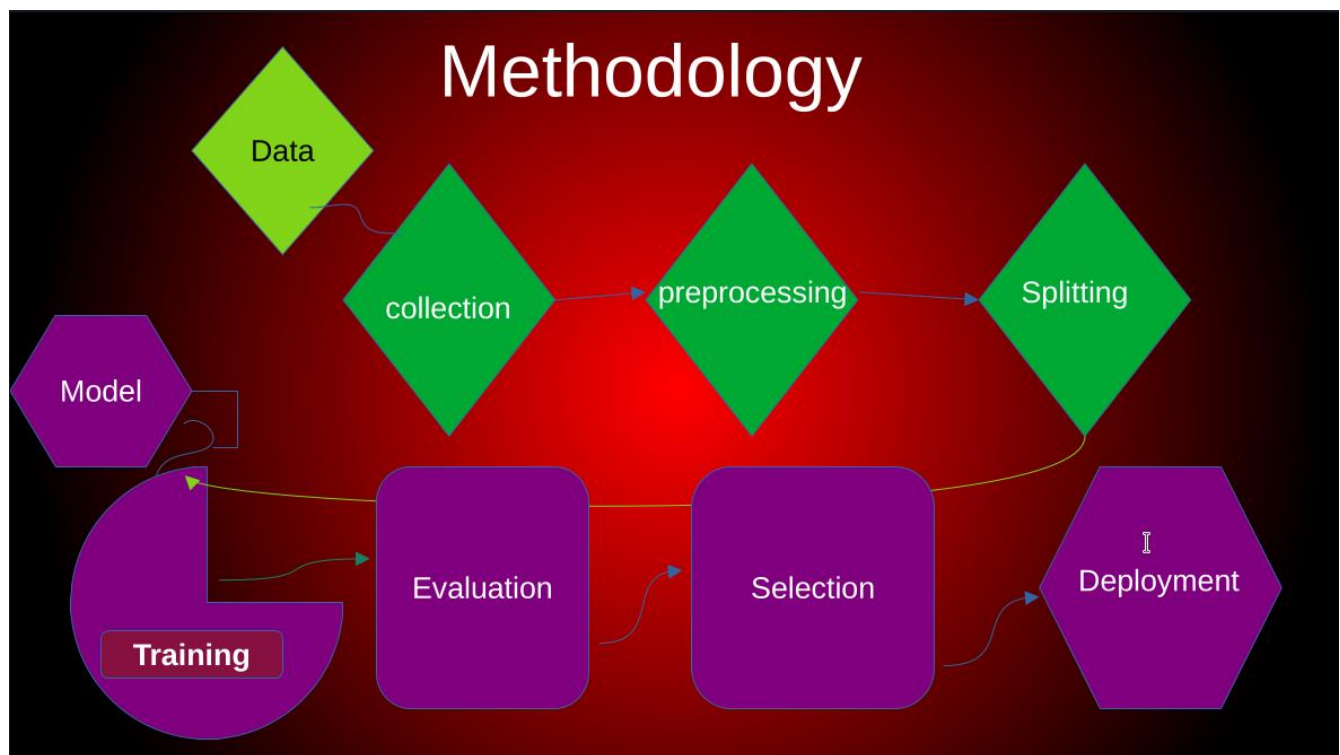 Methodology
Data
collection
preprocessing
Splitting
Model
Training
Evaluation
Selection
Deployment